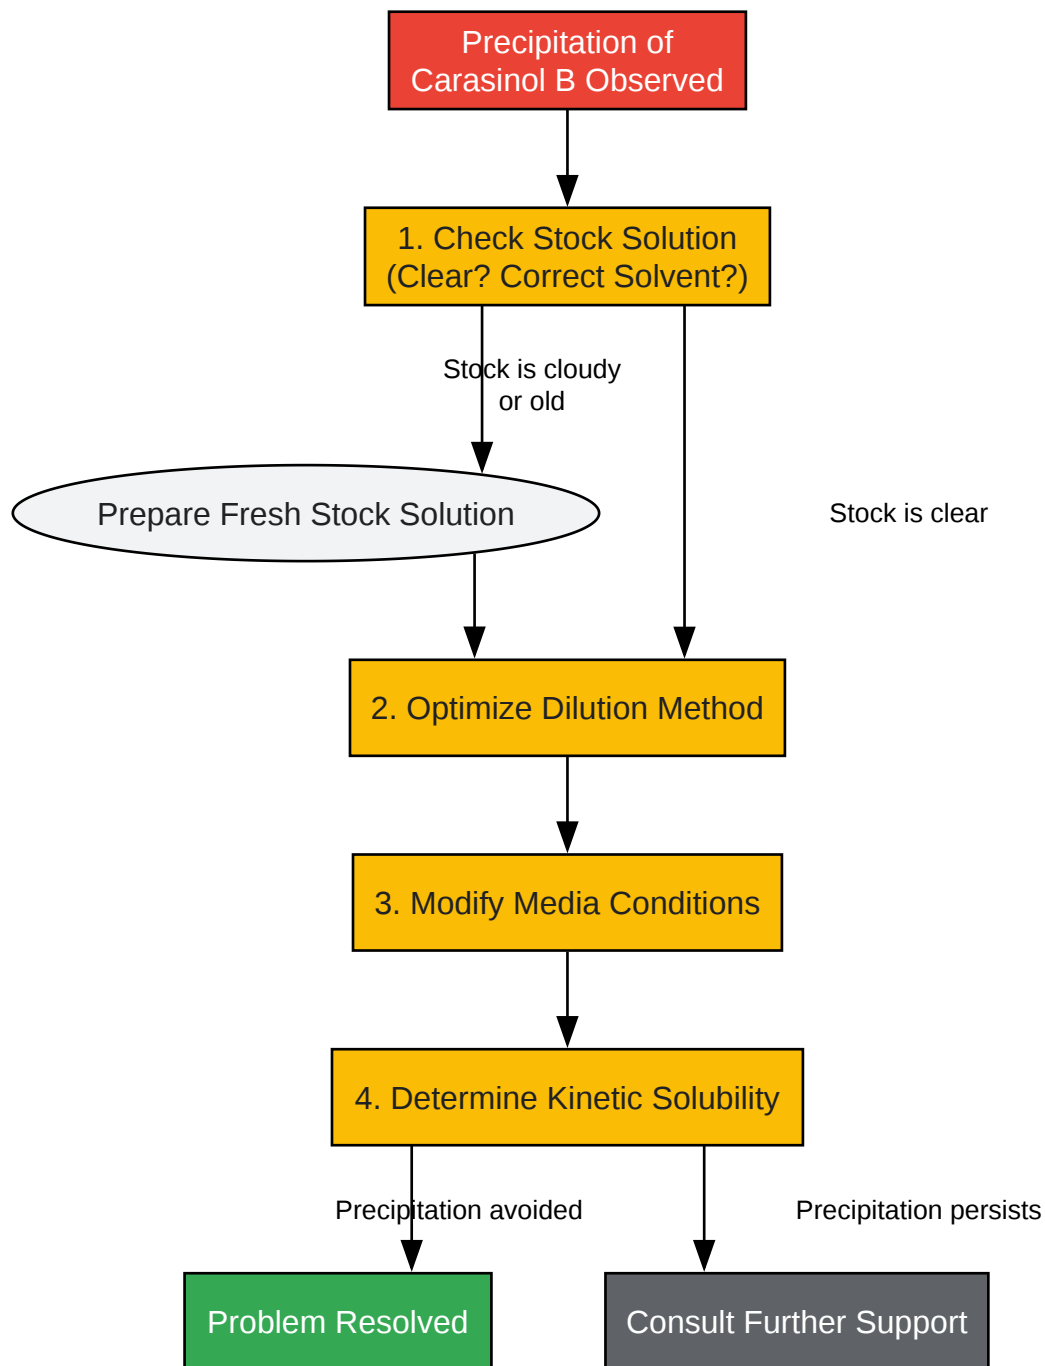 Precipitation of
Carasinol B Observed
1. Check Stock Solution
(Clear? Correct Solvent?)
Stock is cloudy
or old
Prepare Fresh Stock Solution
Stock is clear
2. Optimize Dilution Method
3. Modify Media Conditions
4. Determine Kinetic Solubility
Precipitation avoided
Precipitation persists
Problem Resolved
Consult Further Support